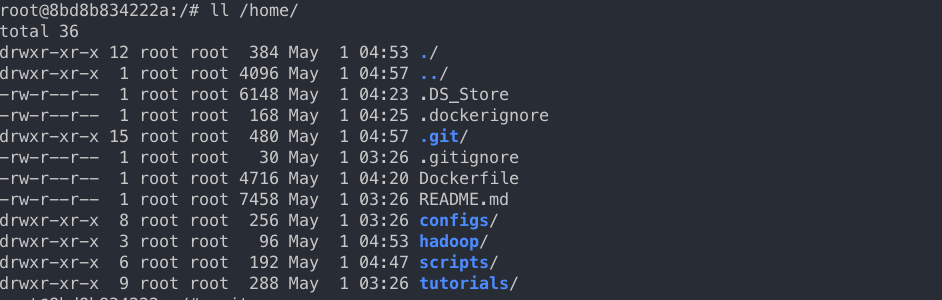 root@8bd8b834222a:/# ll /home/
total 36
drwxr-xr-x 12 root root  384 May  1 04:53 ./
drwxr-xr-x  1 root root 4096 May  1 04:57 ../
-rw-r--r--  1 root root 6148 May  1 04:23 .DS_Store
-rw-r--r--  1 root root  168 May  1 04:25 .dockerignore
drwxr-xr-x 15 root root  480 May  1 04:57 .git/
-rw-r--r--  1 root root   30 May  1 03:26 .gitignore
-rw-r--r--  1 root root 4716 May  1 04:20 Dockerfile
-rw-r--r--  1 root root 7458 May  1 03:26 README.md
drwxr-xr-x  8 root root  256 May  1 03:26 configs/
drwxr-xr-x  3 root root   96 May  1 04:53 hadoop/
drwxr-xr-x  6 root root  192 May  1 04:47 scripts/
drwxr-xr-x  9 root root  288 May  1 03:26 tutorials/